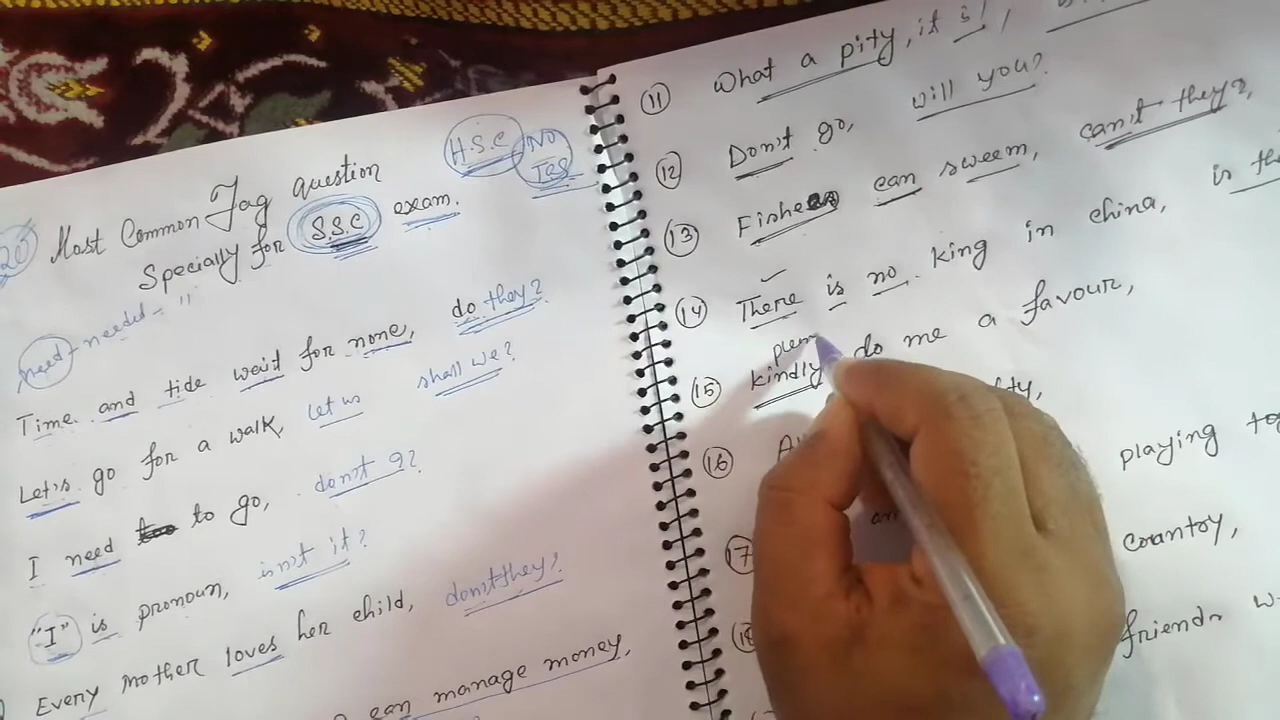 H.S.C
NO
Most Common Tag question
Specially for S.S.C exam.
need - needed - "
Time and tide wait for none, do they?
Let's go for a walk, let us shall we?
I need to go, don't I?
"I" is pronoun, isn't it?
Every mother loves her child, don't they?
can manage money,
11 What a pity, it is!,
12 Don't go, will you?
13 Fishes can sweem, can't they?
14 There is no king in china, is
15 kindly do me a favour,
16
playing
17 country,
18 friends